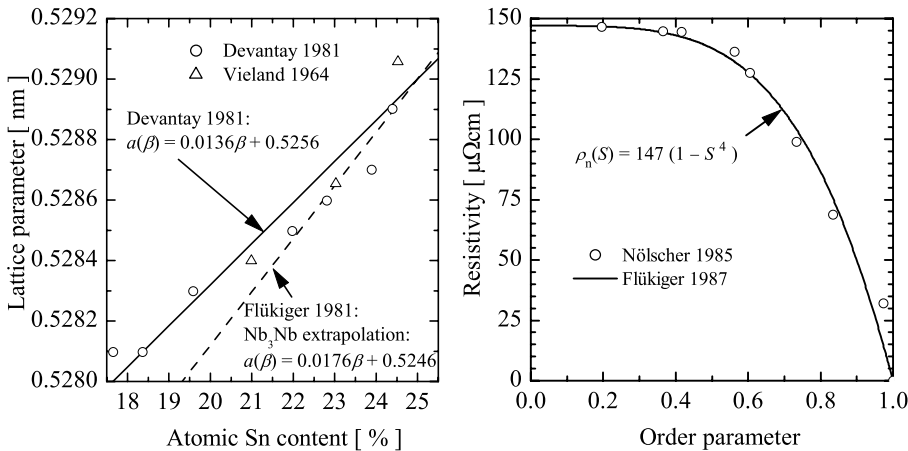 0.5292
0.5290
0.5288
0.5286
0.5284
0.5282
0.5280
Lattice parameter [ nm ]
Devantay 1981
Vieland 1964
Devantay 1981:
a(β) = 0.0136β + 0.5256
Flükiger 1981:
Nb₃Nb extrapolation:
a(β) = 0.0176β + 0.5246
18 19 20 21 22 23 24 25
Atomic Sn content [ % ]
150
125
100
75
50
25
0
Resistivity [ μΩcm ]
ρₙ(S) = 147 (1 – S⁴ )
Nölscher 1985
Flükiger 1987
0.0 0.2 0.4 0.6 0.8 1.0
Order parameter